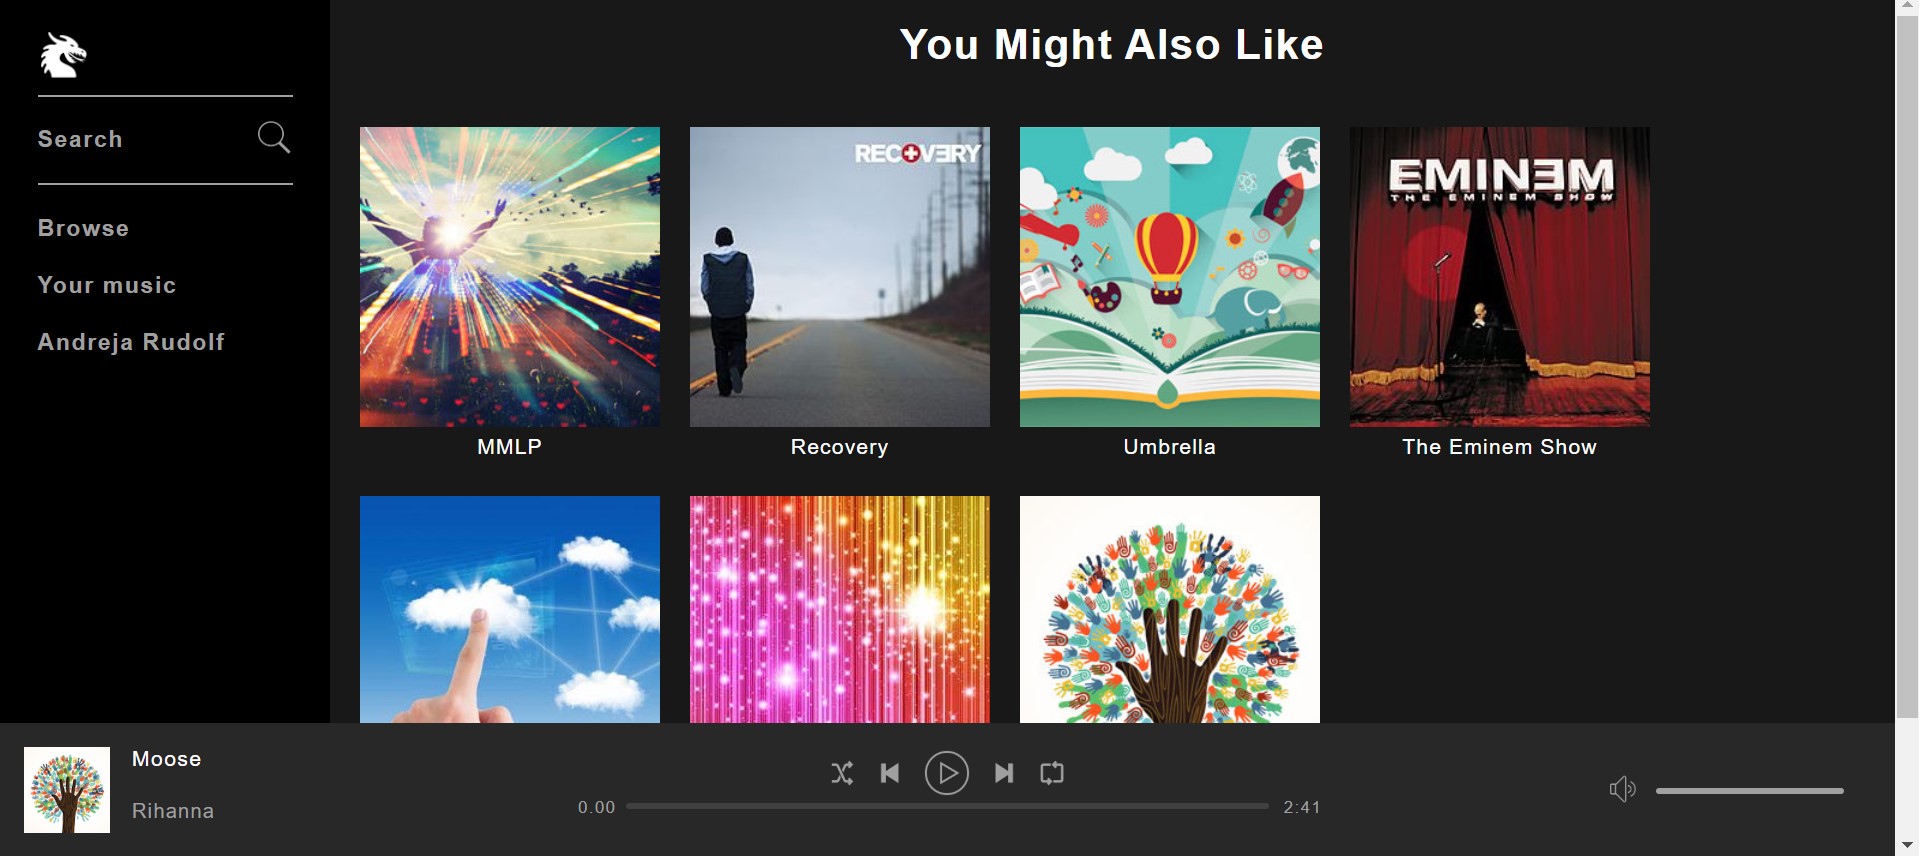 You Might Also Like
Search
Browse
Your music
Andreja Rudolf
RECOVERY
EMINEM
THE EMINEM SHOW
MMLP
Recovery
Umbrella
The Eminem Show
Moose
Rihanna
0.00
2:41